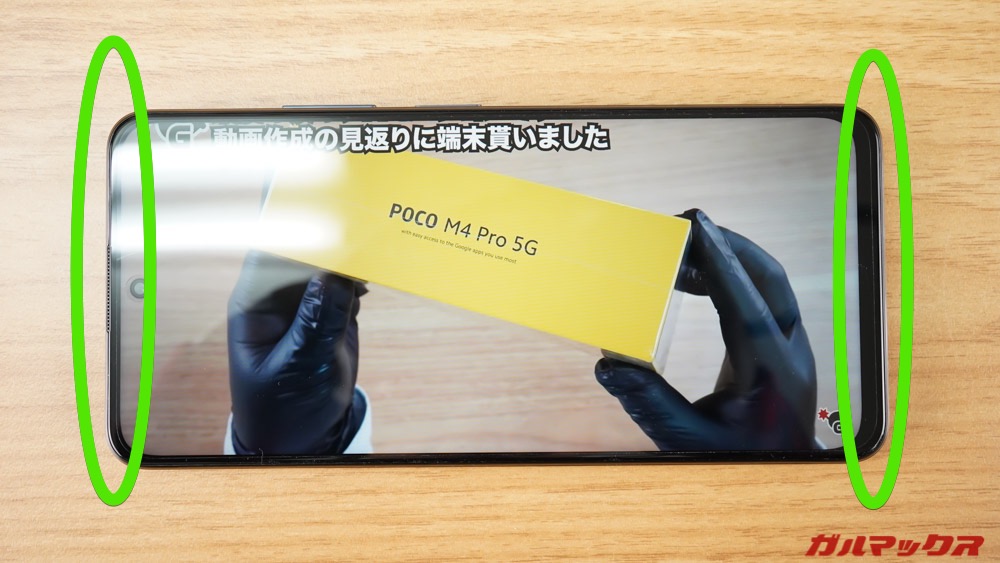 動画作成の見返りに端末貰いました
POCO M4 Pro 5G
with easy access to the Google apps you use most
ガルマックス